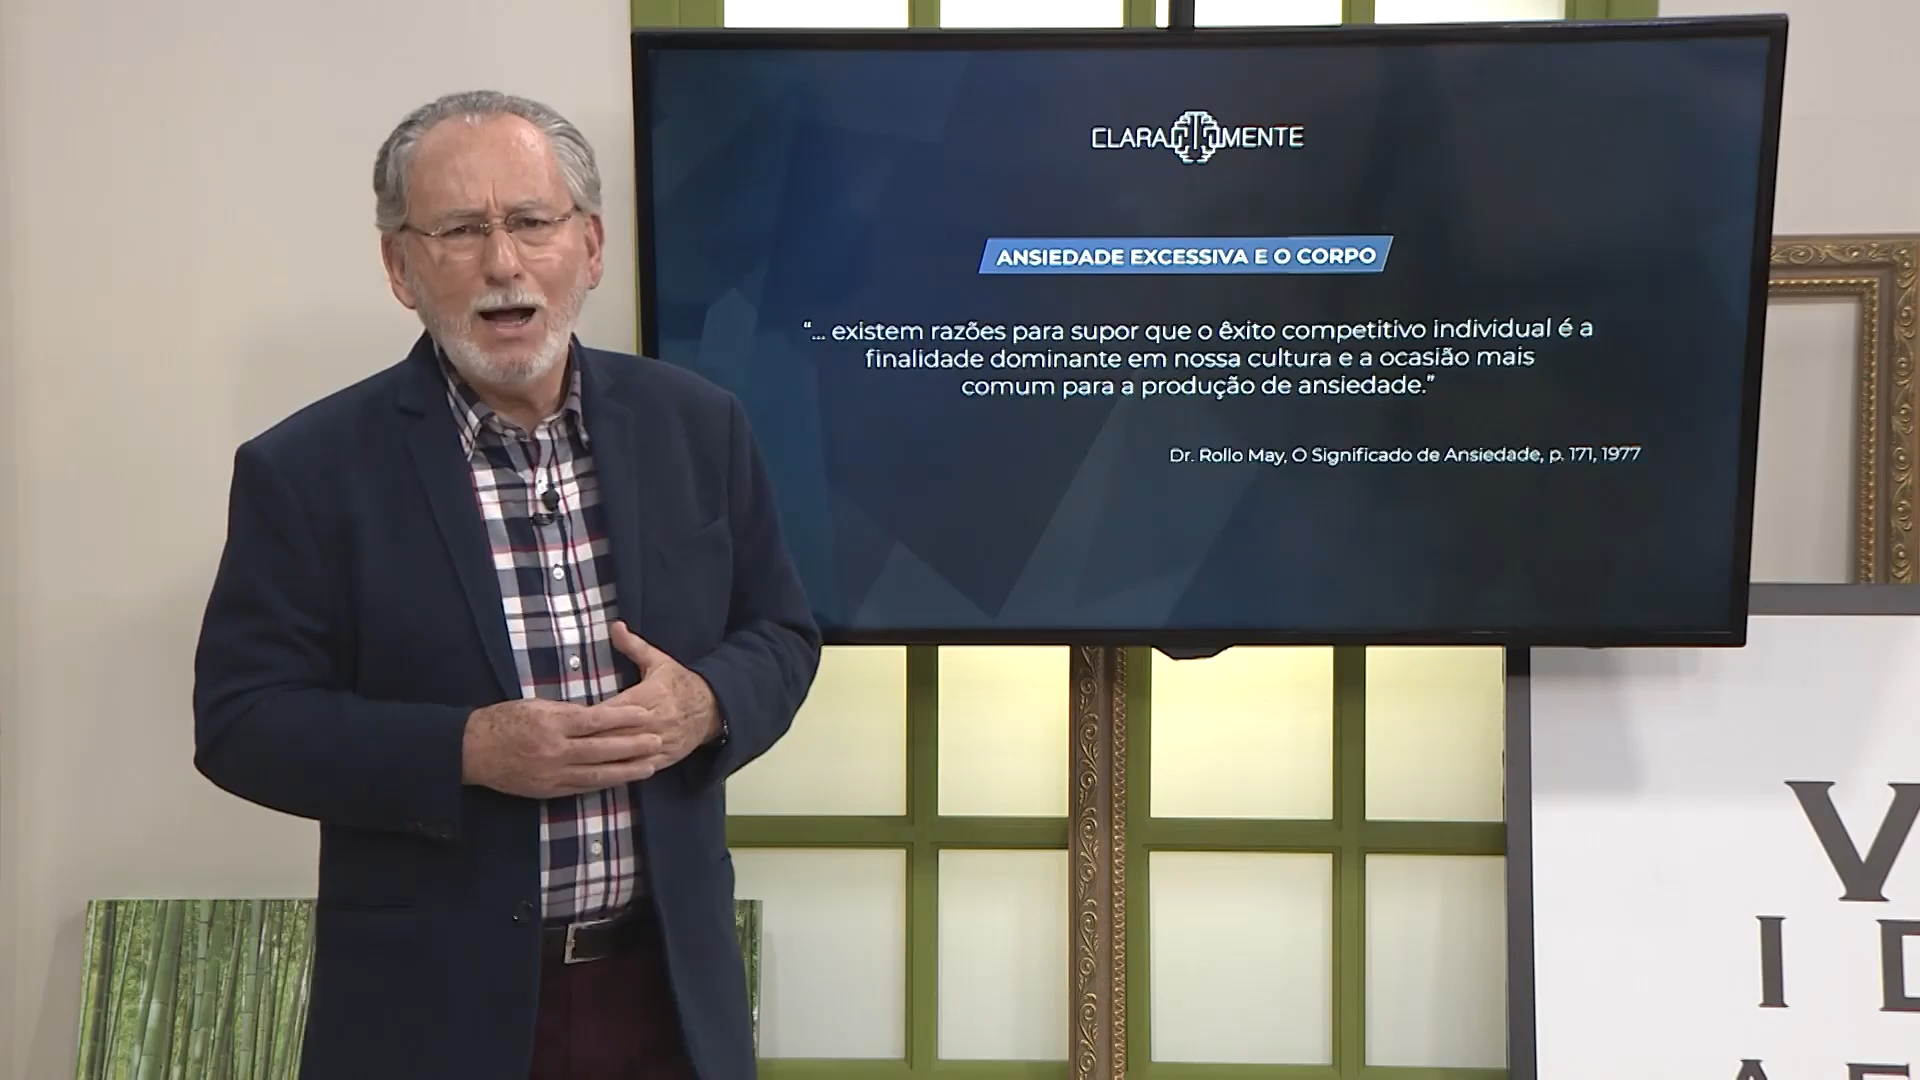 CLARAMENTE
ANSIEDADE EXCESSIVA E O CORPO
“... existem razões para supor que o êxito competitivo individual é a
finalidade dominante em nossa cultura e a ocasião mais
comum para a produção de ansiedade.”
Dr. Rollo May, O Significado de Ansiedade, p. 171, 1977
V
I D